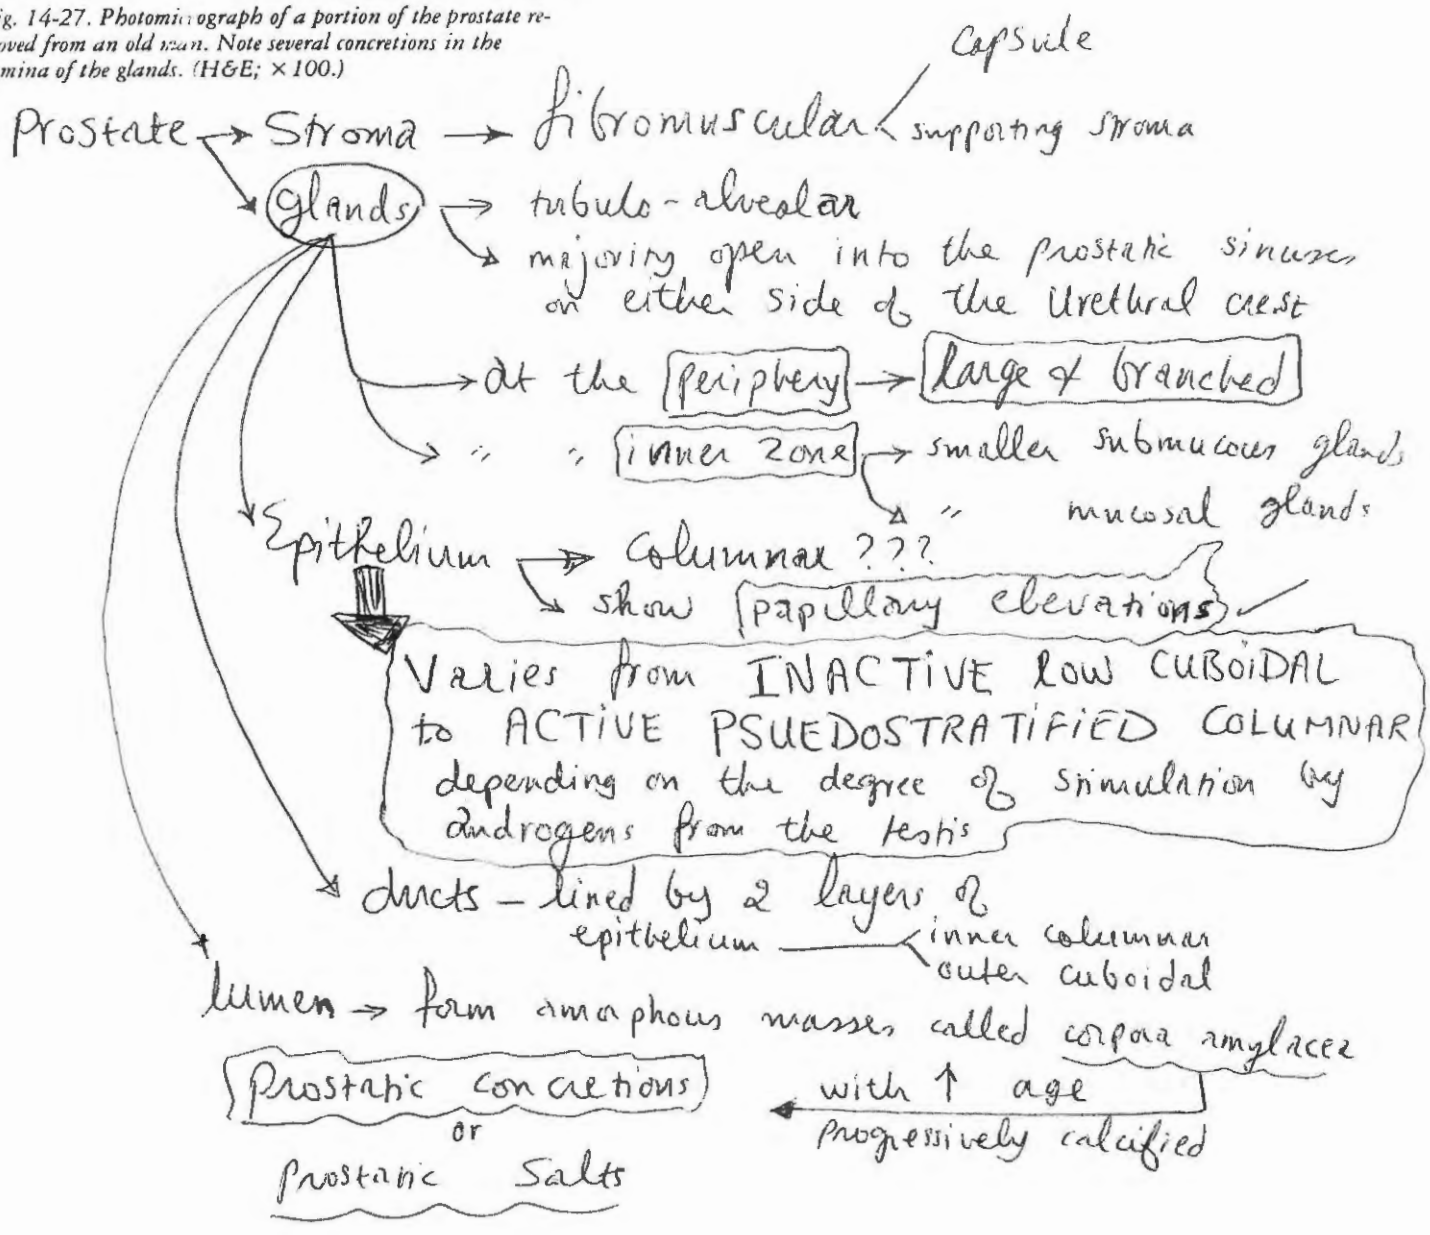 ig. 14-27. Photomicrograph of a portion of the prostate re-
oved from an old man. Note several concretions in the
mina of the glands. (H&E; ×100.)
capsule
Prostate → Stroma → fibromuscular < supporting stroma
glands → tubulo-alveolar
majority open into the prostatic sinuses
on either side of the Urethral crest
→ at the periphery → large & branched
→ " " inner zone → smaller submucous glands
" mucosal glands
Epithelium → Columnar ???
show papillary elevations ✓
Varies from INACTIVE low CUBOIDAL
to ACTIVE PSUEDOSTRATIFIED COLUMNAR
depending on the degree of stimulation by
androgens from the testis
ducts – lined by 2 layers of
epithelium — inner columnar
outer cuboidal
lumen → form amorphous masses called corpora amylacea
Prostatic concretions
with ↑ age
or
progressively calcified
Prostatic Salts